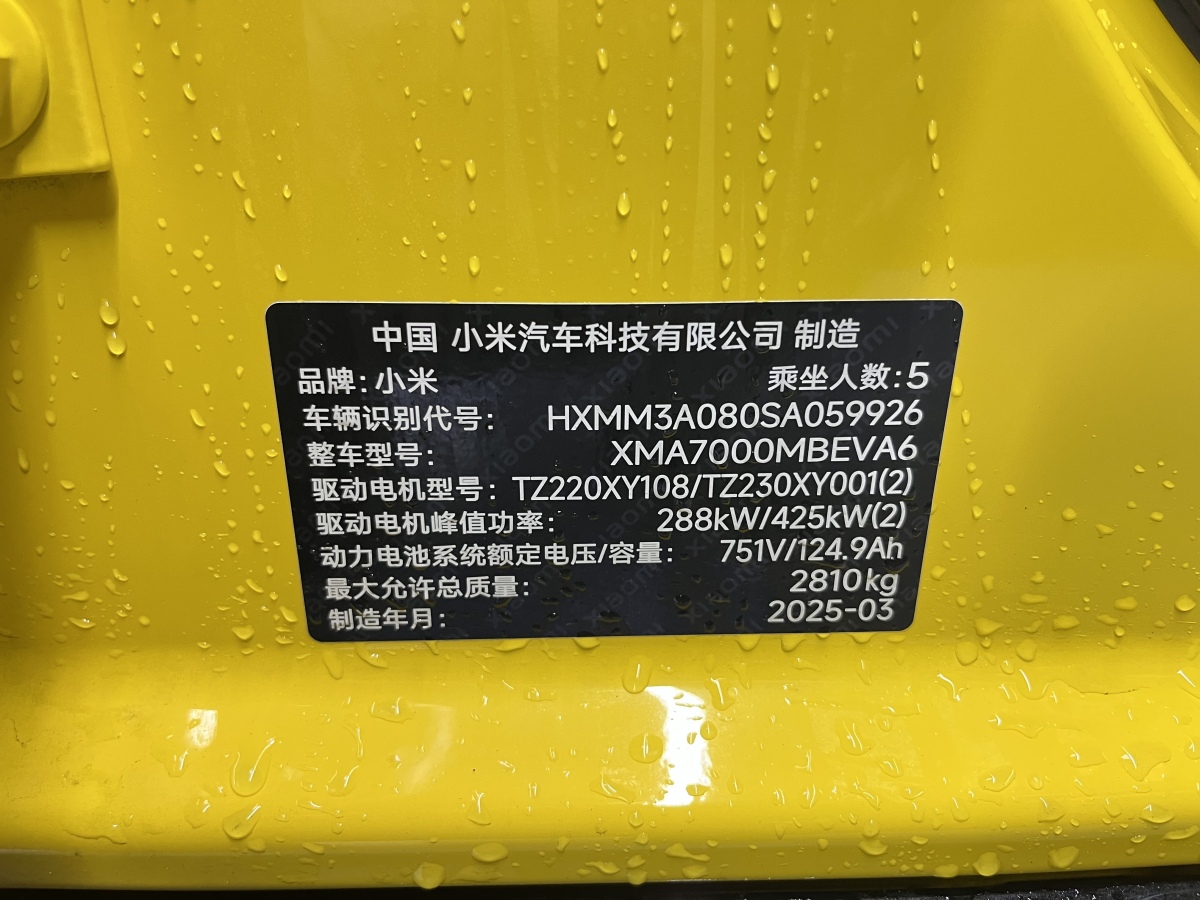 中国 小米汽车科技有限公司 制造
品牌：小米 乘坐人数：5
车辆识别代号： HXMM3A080SA059926
整车型号： XMA7000MBEVA6
驱动电机型号： TZ220XY108/TZ230XY001(2)
驱动电机峰值功率： 288kW/425kW(2)
动力电池系统额定电压/容量： 751V/124.9Ah
最大允许总质量： 2810kg
制造年月： 2025-03